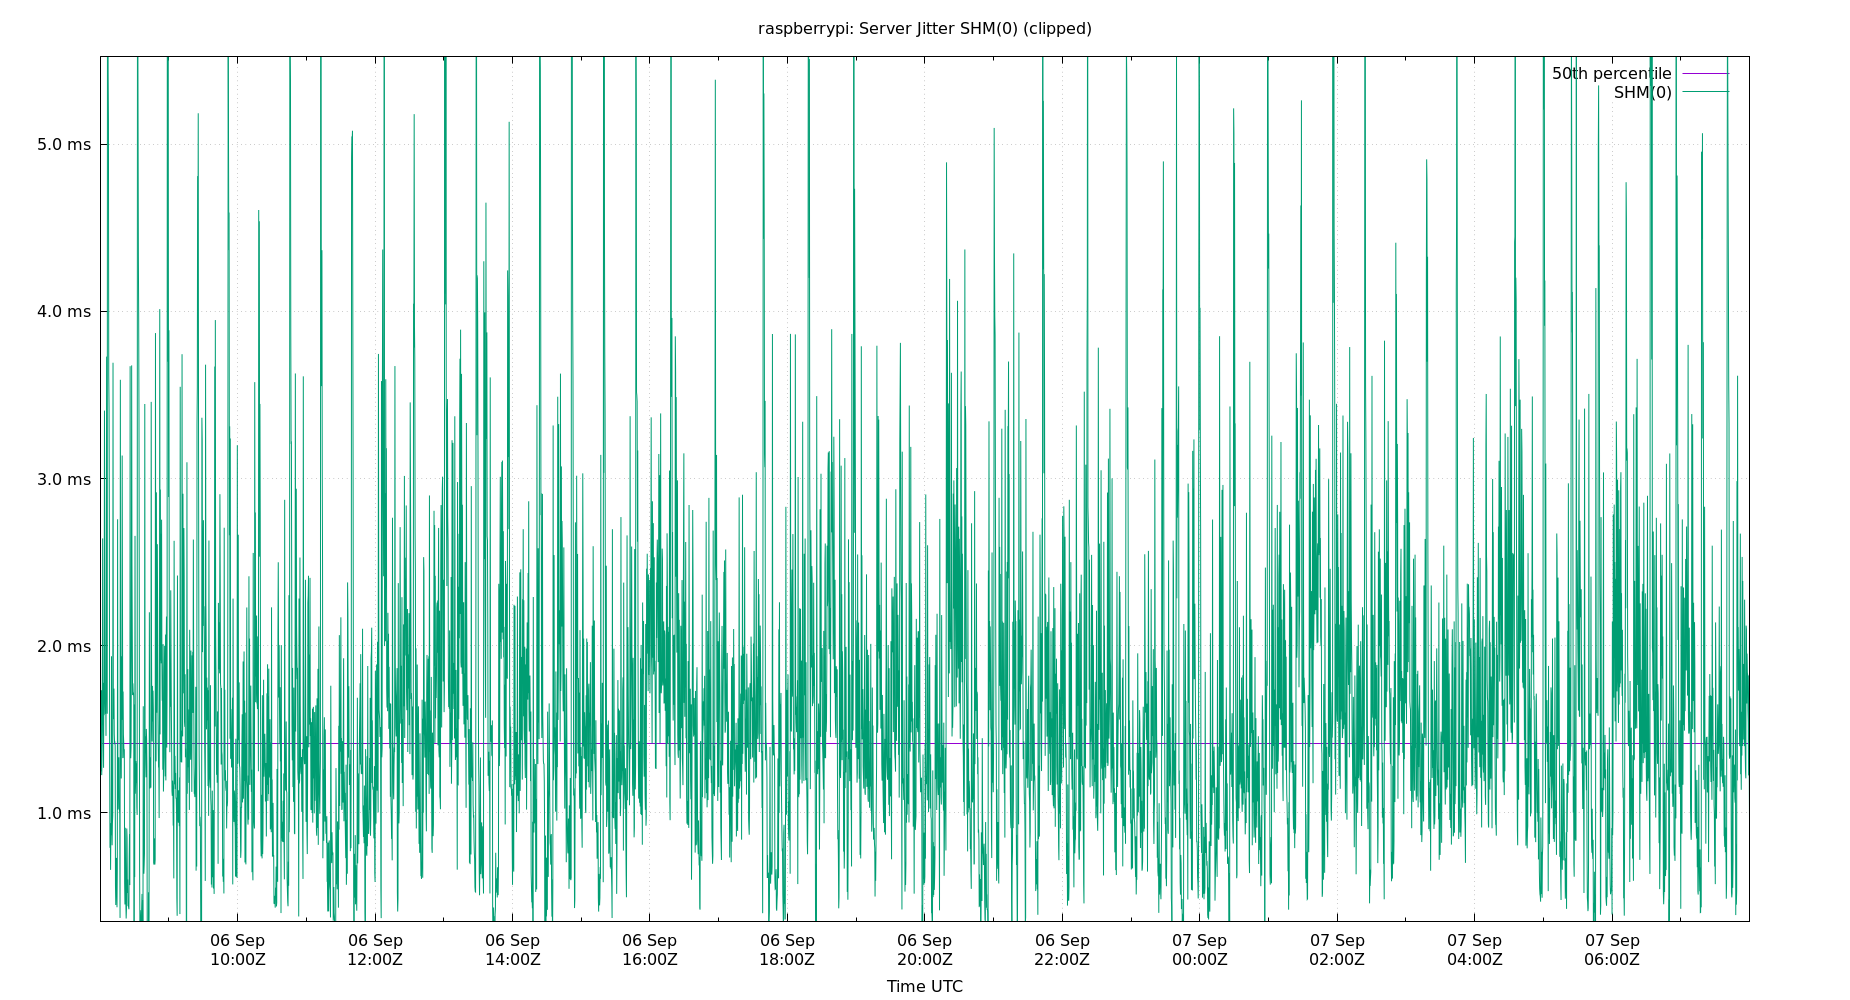 raspberrypi: Server Jitter SHM(0) (clipped)
50th percentile
SHM(0)
5.0 ms
4.0 ms
3.0 ms
2.0 ms
1.0 ms
06 Sep 06 Sep 06 Sep 06 Sep 06 Sep 06 Sep 06 Sep 07 Sep 07 Sep 07 Sep 07 Sep
10:00Z 12:00Z 14:00Z 16:00Z 18:00Z 20:00Z 22:00Z 00:00Z 02:00Z 04:00Z 06:00Z
Time UTC